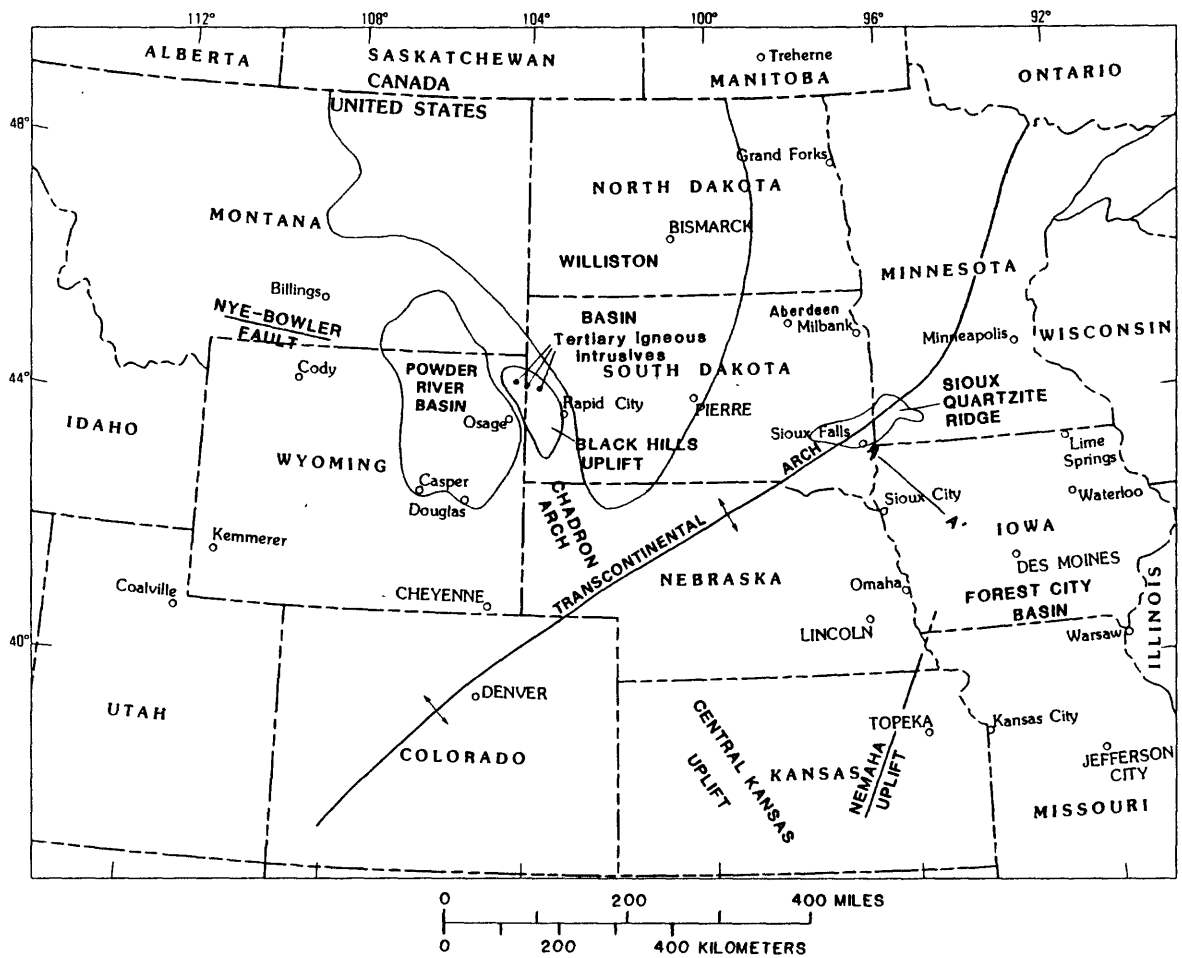 112°
108°
104°
100°
96°
92°
ALBERTA
SASKATCHEWAN
Treherne
MANITOBA
ONTARIO
CANADA
UNITED STATES
48°
Grand Forks
NORTH DAKOTA
MONTANA
BISMARCK
WILLISTON
MINNESOTA
Billings
NYE-BOWLER
FAULT
BASIN
Aberdeen
Milbank
Minneapolis
WISCONSIN
Tertiary Igneous
Intrusives
44°
Cody
POWDER
RIVER
BASIN
SOUTH DAKOTA
SIOUX
QUARTZITE
RIDGE
IDAHO
Osage
Rapid City
PIERRE
Sioux Falls
BLACK HILLS
UPLIFT
Lime
Springs
WYOMING
Casper
Douglas
CHADRON
ARCH
TRANSCONTINENTAL
ARCH
Sioux City
Waterloo
A'
IOWA
Kemmerer
DES MOINES
Coalville
CHEYENNE
NEBRASKA
Omaha
FOREST CITY
BASIN
ILLINOIS
LINCOLN
Warsaw
40°
UTAH
DENVER
COLORADO
CENTRAL KANSAS
UPLIFT
KANSAS
TOPEKA
NEMAHA
UPLIFT
Kansas City
JEFFERSON
CITY
MISSOURI
0 200 400 MILES
0 200 400 KILOMETERS